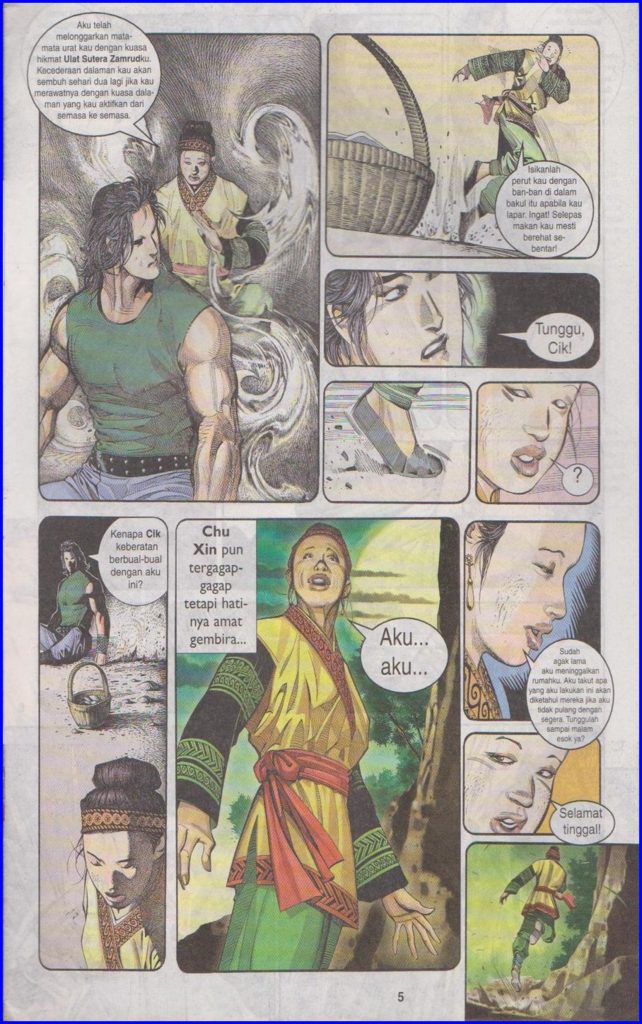 Aku telah
melonggarkan mata-
mata urat kau dengan kuasa
hikmat Ulat Sutera Zamrudku.
Kecederaan dalaman kau akan
sembuh sehari dua lagi jika kau
merawatnya dengan kuasa dala-
man yang kau aktifkan dari
semasa ke semasa.
Isikanlah
perut kau dengan
ban-ban di dalam
bakul itu apabila kau
lapar. Ingat! Selepas
makan kau mesti
berehat se-
bentar!
Tunggu,
Cik!
?
Kenapa Cik
keberatan
berbual-bual
dengan aku
ini?
Chu
Xin pun
tergagap-
gagap
tetapi hati-
nya amat
gembira...
Aku...
aku...
Sudah
agak lama
aku meninggalkan
rumahku. Aku takut apa
yang aku lakukan ini akan
diketahui mereka jika aku
tidak pulang dengan
segera. Tunggulah
sampai malam
esok ya?
Selamat
tinggal!
5